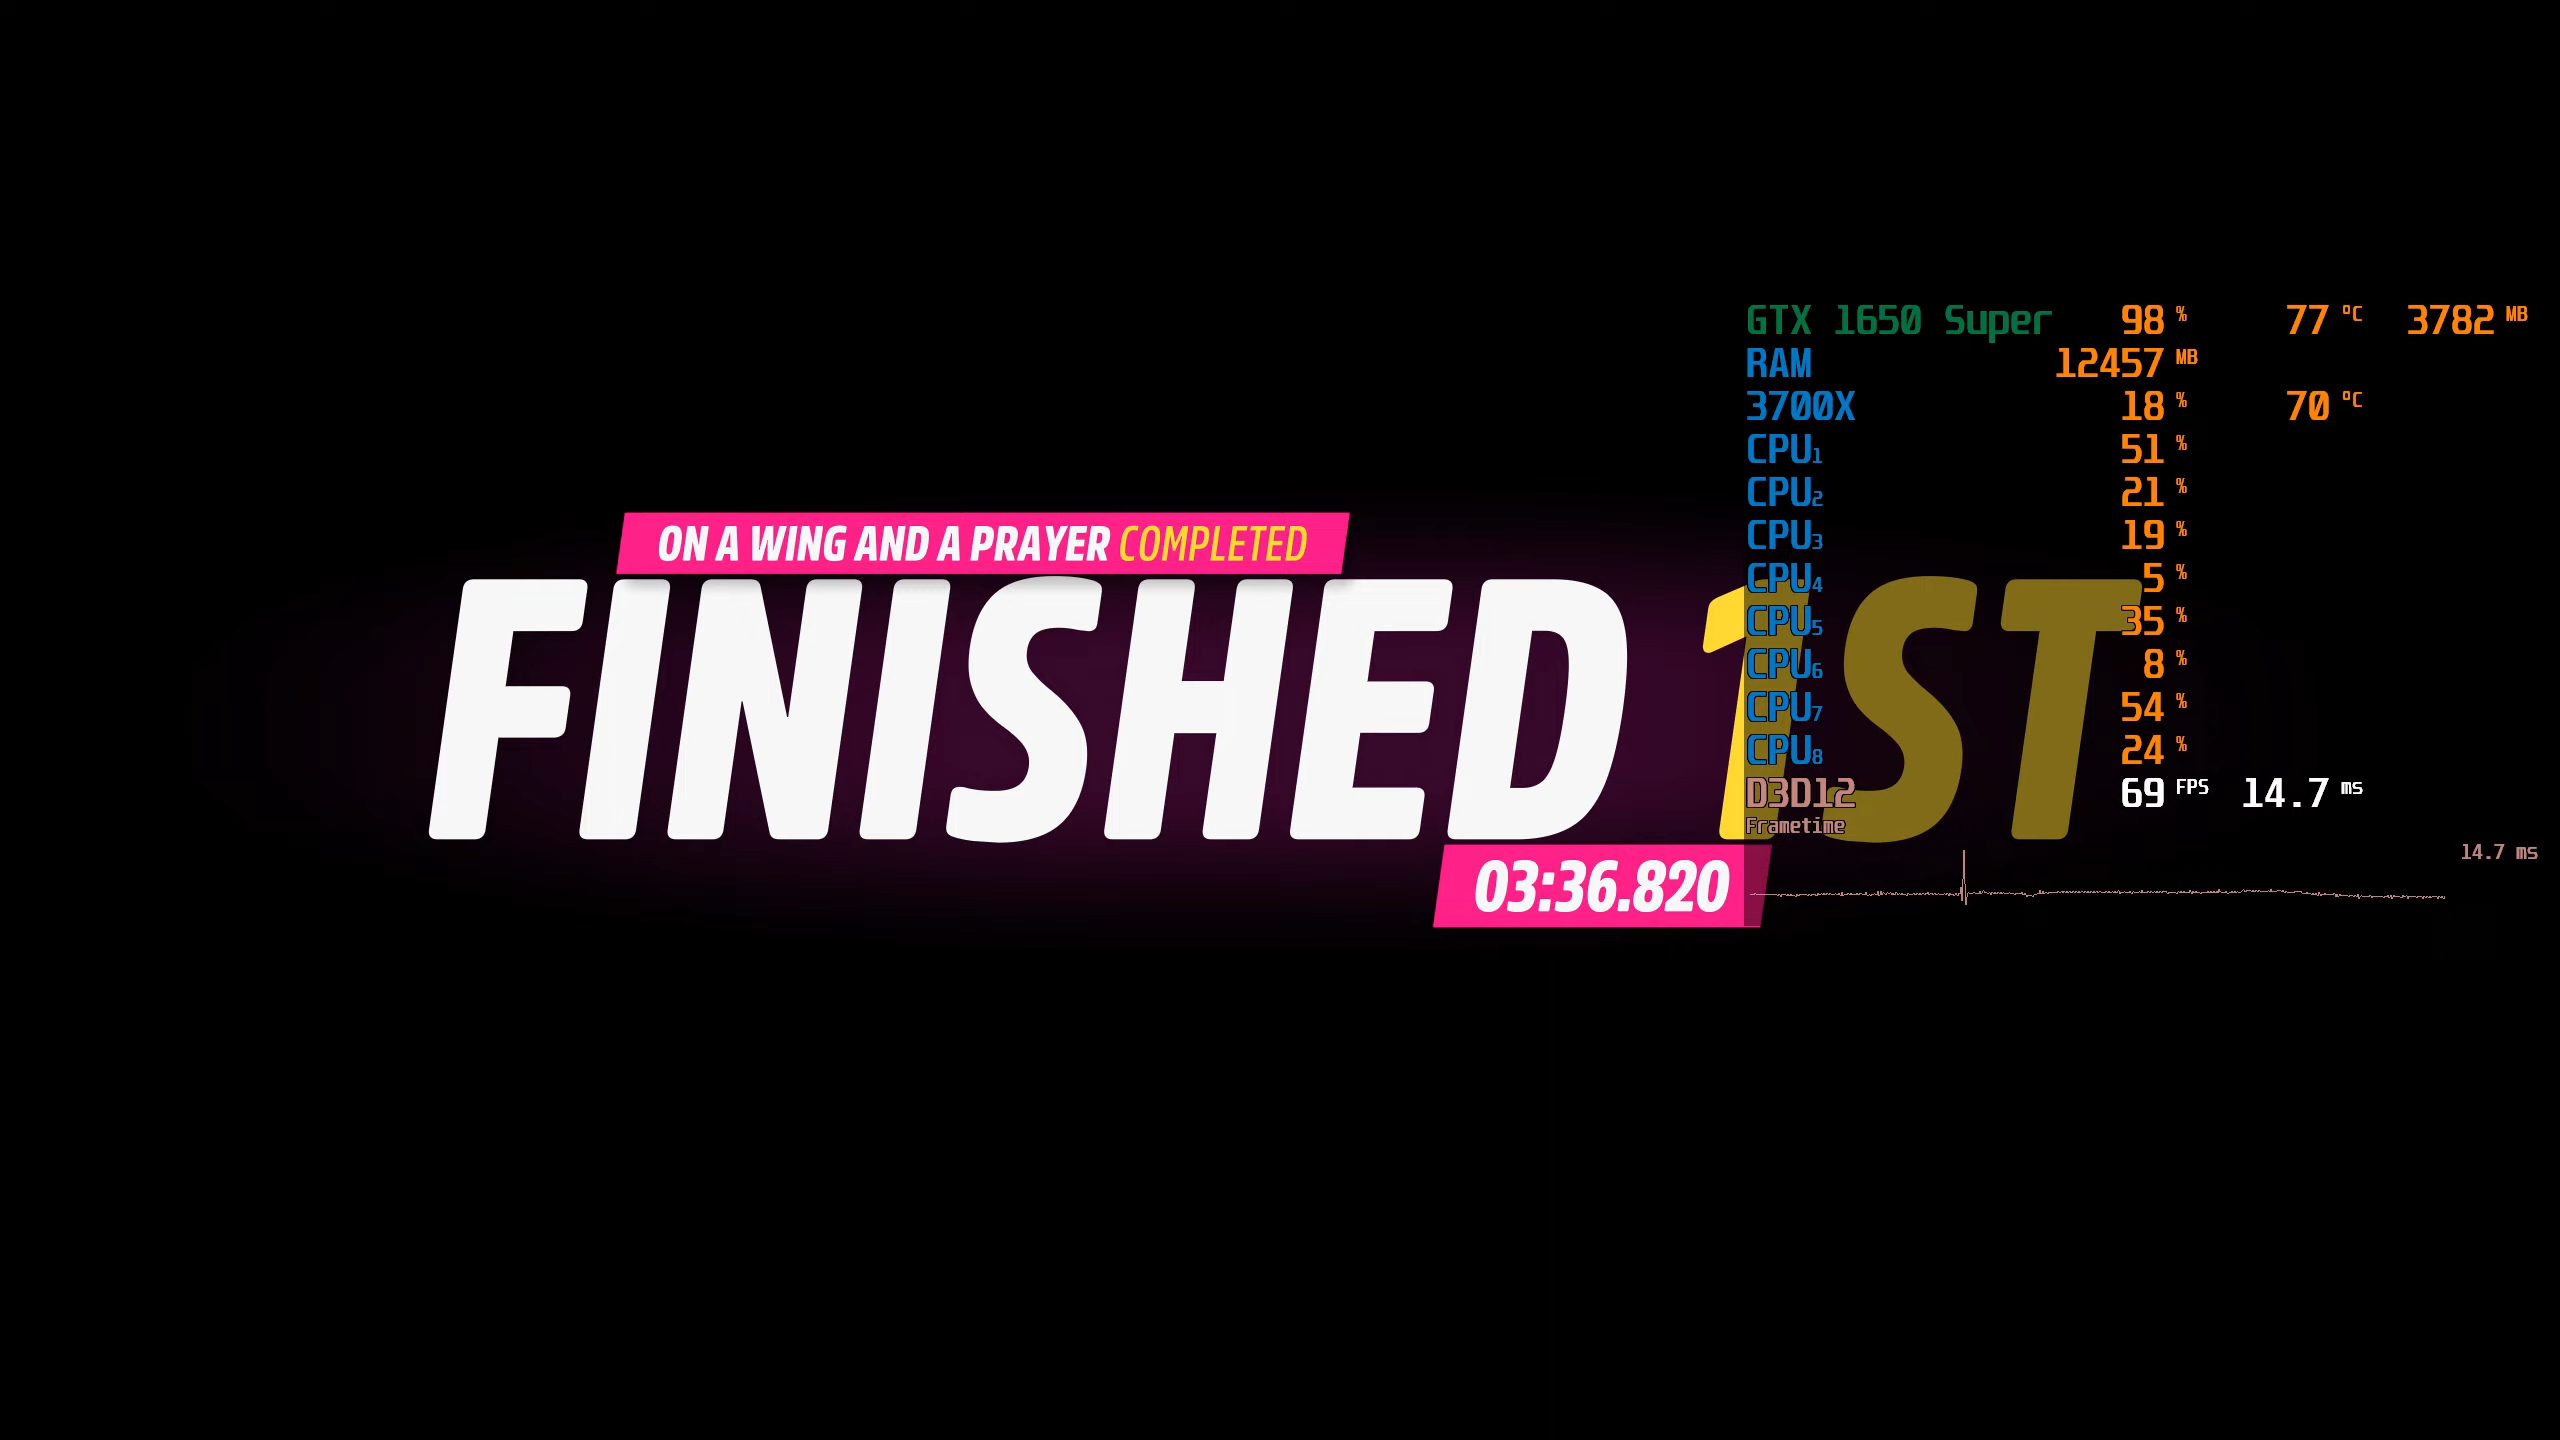 GTX 1650 Super 98 % 77 °C 3782 MB
RAM 12457 MB
3700X 18 % 70 °C
CPU1 51 %
CPU2 21 %
CPU3 19 %
CPU4 5 %
CPU5 35 %
CPU6 8 %
CPU7 54 %
CPU8 24 %
D3D12 69 FPS 14.7 ms
Frametime
14.7 ms
ON A WING AND A PRAYER COMPLETED
FINISHED 1ST
03:36.820